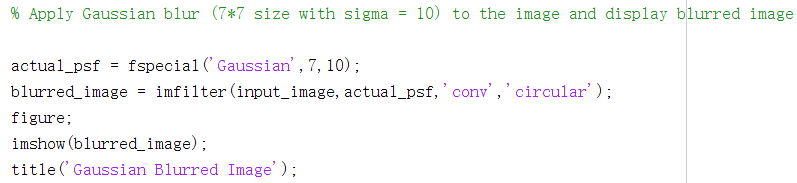 % Apply Gaussian blur (7*7 size with sigma = 10) to the image and display blurred image
actual_psf = fspecial('Gaussian',7,10);
blurred_image = imfilter(input_image,actual_psf,'conv','circular');
figure;
imshow(blurred_image);
title('Gaussian Blurred Image');